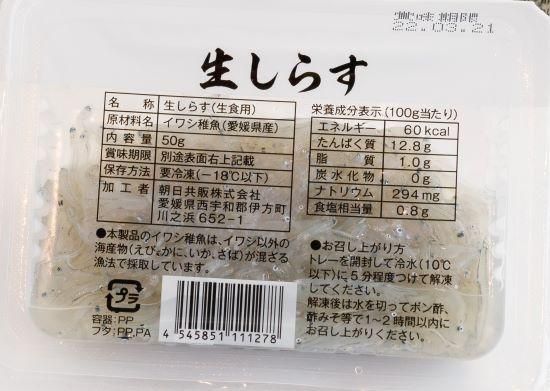 賞味期限
22.03.21
生しらす
名称 生しらす(生食用)
原材料名 イワシ稚魚(愛媛県産)
内容量 50g
賞味期限 別途表面右上記載
保存方法 要冷凍(−18℃以下)
加工者 朝日共販株式会社
愛媛県西宇和郡伊方町
川之浜 652-1
栄養成分表示(100g当たり)
エネルギー 60kcal
たんぱく質 12.8g
脂質 1.0g
炭水化物 0g
ナトリウム 294mg
食塩相当量 0.8g
●本製品のイワシ稚魚は、イワシ以外の
海産物(えび、かに、いか、さば)が混ざる
漁法で採取しています。
●お召し上がり方
トレーを開封して冷水(10℃
以下)に5分程度つけて解凍
してください。
解凍後は水を切ってポン酢、
酢みそ等で1~2時間以内に
お召し上がりください。
プラ
容器:PP
フタ:PP,PA
4 545851 111278